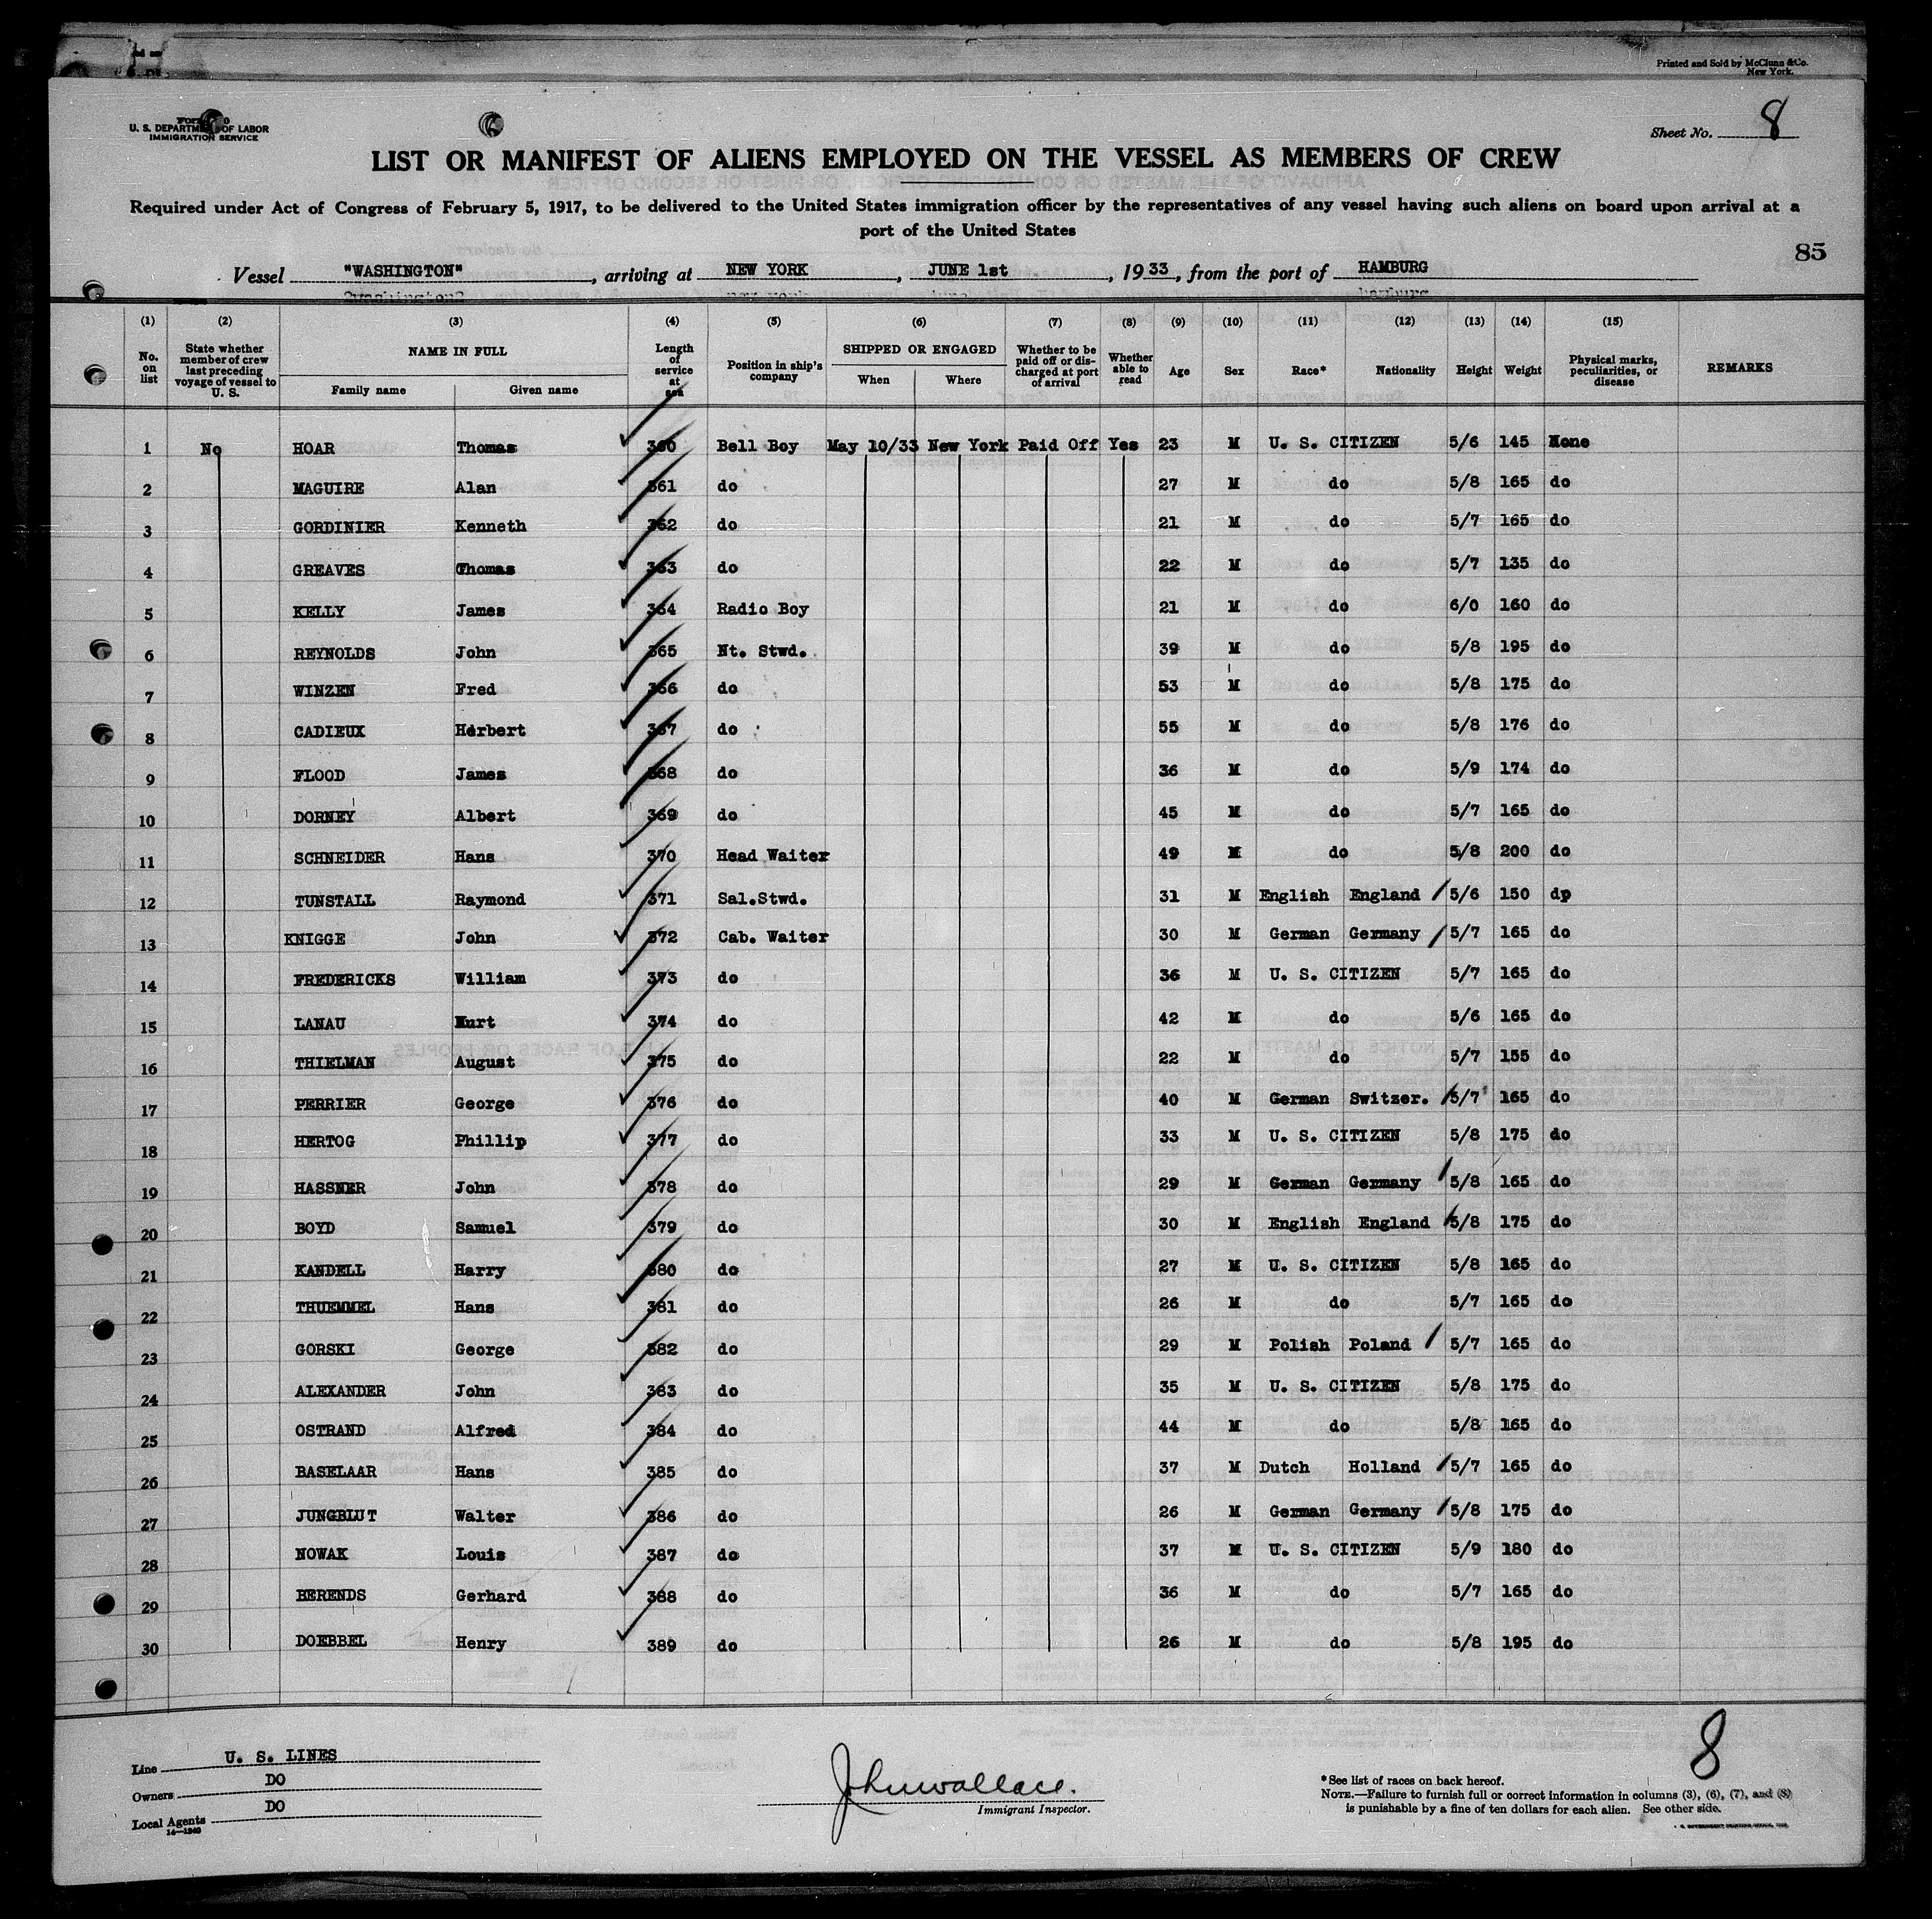 Printed and Sold by McClunn & Co.
New York.
U. S. DEPARTMENT OF LABOR
IMMIGRATION SERVICE
Sheet No. 8
LIST OR MANIFEST OF ALIENS EMPLOYED ON THE VESSEL AS MEMBERS OF CREW
Required under Act of Congress of February 5, 1917, to be delivered to the United States immigration officer by the representatives of any vessel having such aliens on board upon arrival at a
port of the United States
85
Vessel "WASHINGTON", arriving at NEW YORK, JUNE 1st, 1933, from the port of HAMBURG
(1) (2) (3) (4) (5) (6) (7) (8) (9) (10) (11) (12) (13) (14) (15)
No. on list State whether member of crew last preceding voyage of vessel to U. S. NAME IN FULL Family name Given name Length of service at sea Position in ship's company SHIPPED OR ENGAGED When Where Whether to be paid off or discharged at port of arrival Whether able to read Age Sex Race* Nationality Height Weight Physical marks, peculiarities, or disease REMARKS
1 No HOAR Thomas 360 Bell Boy May 10/33 New York Paid Off Yes 23 M U. S. CITIZEN 5/6 145 None
2 MAGUIRE Alan 361 do 27 M do 5/8 165 do
3 GORDINIER Kenneth 362 do 21 M do 5/7 165 do
4 GREAVES Thomas 363 do 22 M do 5/7 135 do
5 KELLY James 364 Radio Boy 21 M do 6/0 160 do
6 REYNOLDS John 365 Nt. Stwd. 39 M do 5/8 195 do
7 WINZEN Fred 366 do 53 M do 5/8 175 do
8 CADIEUX Herbert 367 do 55 M do 5/8 176 do
9 FLOOD James 368 do 36 M do 5/9 174 do
10 DORNEY Albert 369 do 45 M do 5/7 165 do
11 SCHNEIDER Hans 370 Head Waiter 49 M do 5/8 200 do
12 TUNSTALL Raymond 371 Sal.Stwd. 31 M English England 5/6 150 dp
13 KNIGGE John 372 Cab. Waiter 30 M German Germany 5/7 165 do
14 FREDERICKS William 373 do 36 M U. S. CITIZEN 5/7 165 do
15 LANAU Kurt 374 do 42 M do 5/6 165 do
16 THIELMAN August 375 do 22 M do 5/7 155 do
17 PERRIER George 376 do 40 M German Switzer. 5/7 165 do
18 HERTOG Phillip 377 do 33 M U. S. CITIZEN 5/8 175 do
19 HASSNER John 378 do 29 M German Germany 5/8 165 do
20 BOYD Samuel 379 do 30 M English England 5/8 175 do
21 KANDELL Harry 380 do 27 M U. S. CITIZEN 5/8 165 do
22 THUEMMEL Hans 381 do 26 M do 5/7 165 do
23 GORSKI George 382 do 29 M Polish Poland 5/7 165 do
24 ALEXANDER John 383 do 35 M U. S. CITIZEN 5/8 175 do
25 OSTRAND Alfred 384 do 44 M do 5/8 165 do
26 BASELAAR Hans 385 do 37 M Dutch Holland 5/7 165 do
27 JUNGBLUT Walter 386 do 26 M German Germany 5/8 175 do
28 NOWAK Louis 387 do 37 M U. S. CITIZEN 5/9 180 do
29 BERENDS Gerhard 388 do 36 M do 5/7 165 do
30 DOEBBEL Henry 389 do 26 M do 5/8 195 do
8
Line U. S. LINES
Owners DO
Local Agents DO
14—1240
John Wallace.
Immigrant Inspector.
*See list of races on back hereof.
NOTE.—Failure to furnish full or correct information in columns (3), (6), (7), and (8)
is punishable by a fine of ten dollars for each alien. See other side.